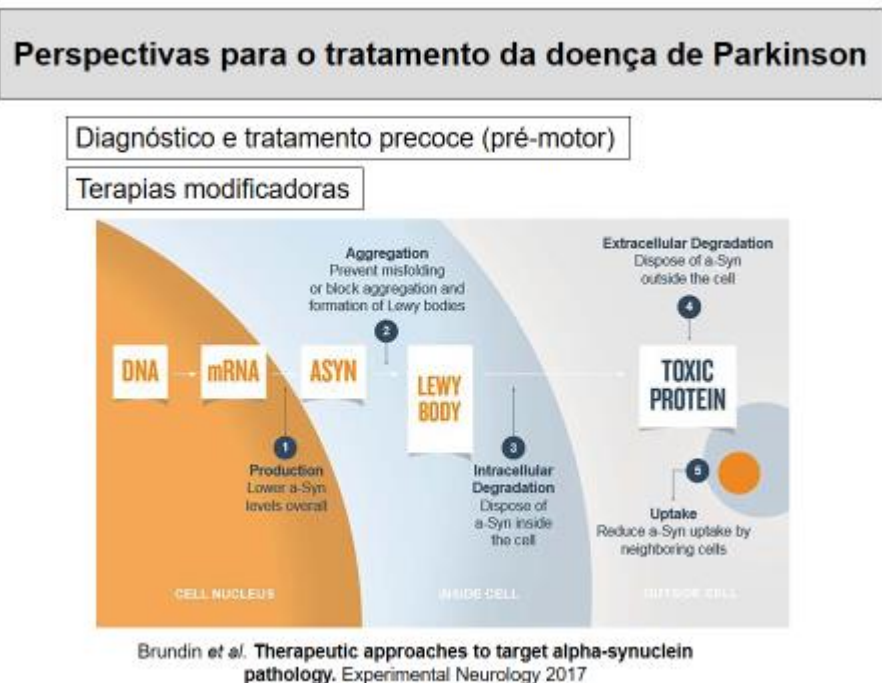 Perspectivas para o tratamento da doença de Parkinson
Diagnóstico e tratamento precoce (pré-motor)
Terapias modificadoras
Aggregation
Prevent misfolding
or block aggregation and
formation of Lewy bodies
2
Extracellular Degradation
Dispose of a-Syn
outside the cell
4
DNA
mRNA
ASYN
LEWY
BODY
TOXIC
PROTEIN
1
Production
Lower a-Syn
levels overall
3
Intracellular
Degradation
Dispose of
a-Syn inside
the cell
5
Uptake
Reduce a-Syn uptake by
neighboring cells
CELL NUCLEUS
INSIDE CELL
OUTSIDE CELL
Brundin et al. Therapeutic approaches to target alpha-synuclein
pathology. Experimental Neurology 2017